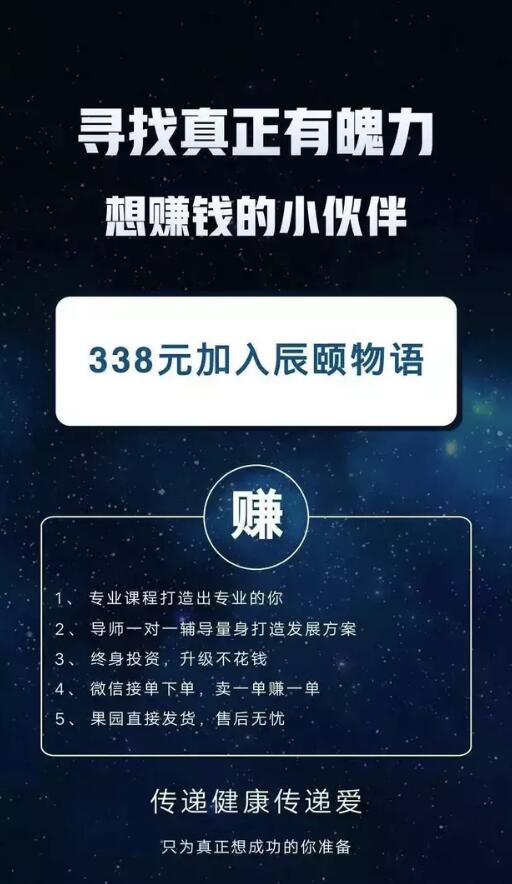 寻找真正有魄力
想赚钱的小伙伴
338元加入辰颐物语
赚
1、 专业课程打造出专业的你
2、 导师一对一辅导量身打造发展方案
3、 终身投资，升级不花钱
4、 微信接单下单，卖一单赚一单
5、 果园直接发货，售后无忧
传递健康传递爱
只为真正想成功的你准备